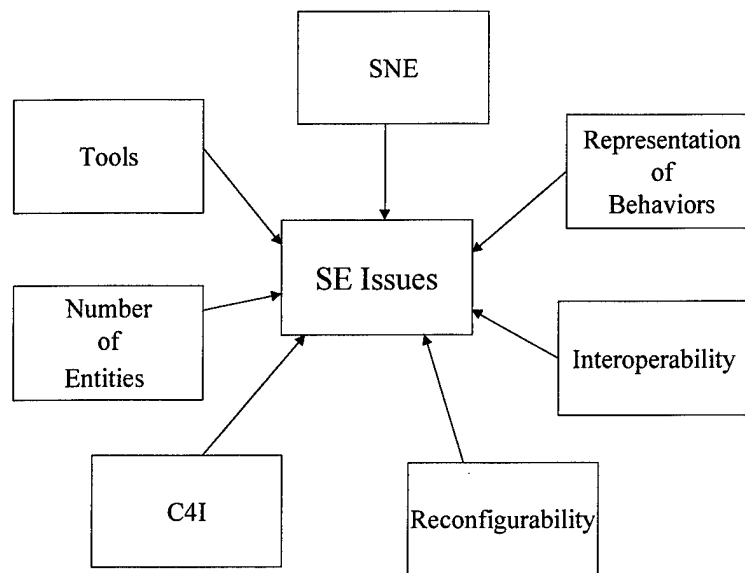 SNE
Tools
Representation
of
Behaviors
SE Issues
Number
of
Entities
Interoperability
C4I
Reconfigurability